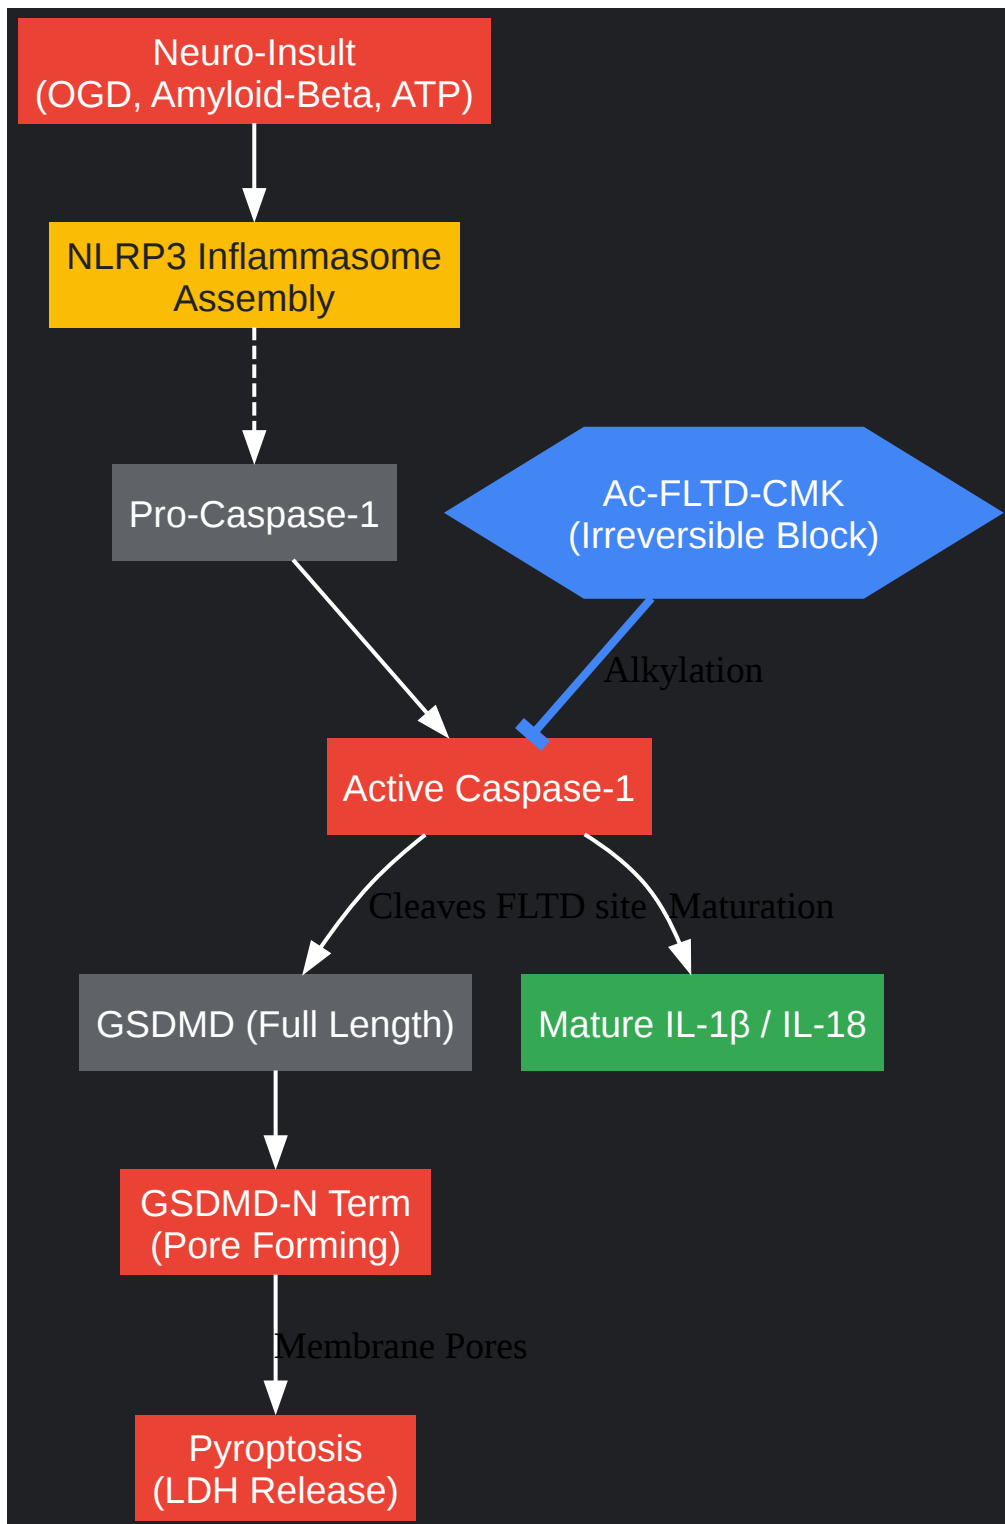 Neuro-Insult
(OGD, Amyloid-Beta, ATP)
NLRP3 Inflammasome
Assembly
Pro-Caspase-1
Ac-FLTD-CMK
(Irreversible Block)
Alkylation
Active Caspase-1
Cleaves FLTD site
Maturation
GSDMD (Full Length)
Mature IL-1β / IL-18
GSDMD-N Term
(Pore Forming)
Membrane Pores
Pyroptosis
(LDH Release)